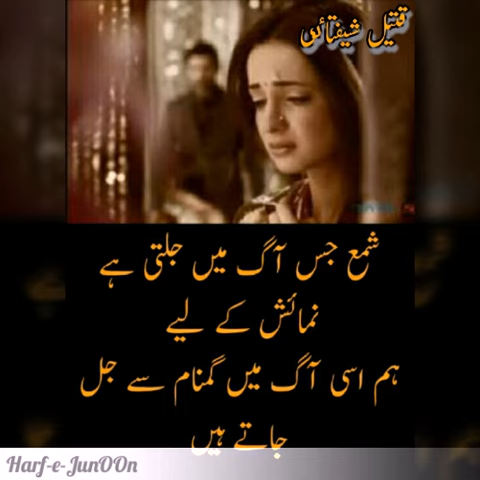 قتیل شیفائی
شمع جس آگ میں جلتی ہے
نمائش کے لیے
ہم اسی آگ میں گمنام سے جل
جاتے ہیں
Harf-e-JunOOn